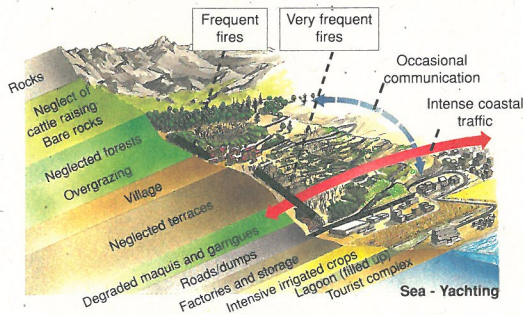 Frequent
fires
Very frequent
fires
Occasional
communication
Intense coastal
traffic
Rocks
Neglect of
cattle raising
Bare rocks
Neglected forests
Overgrazing
Village
Neglected terraces
Degraded maquis and garrigues
Roads/dumps
Factories and storage
Intensive irrigated crops
Lagoon (filled up)
Tourist complex
Sea - Yachting